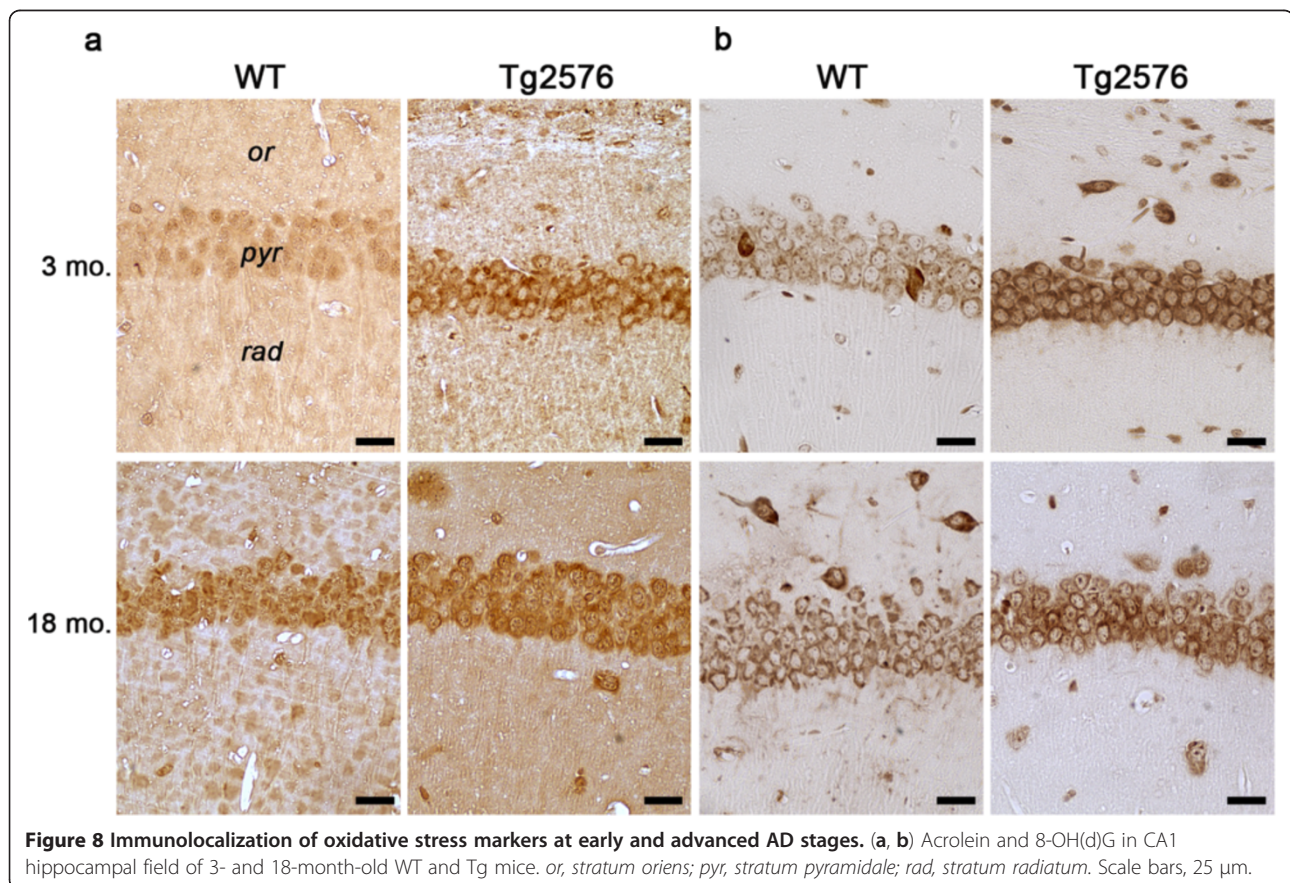 a
b
WT
Tg2576
WT
Tg2576
3 mo.
or
pyr
rad
18 mo.
Figure 8 Immunolocalization of oxidative stress markers at early and advanced AD stages. (a, b) Acrolein and 8-OH(d)G in CA1
hippocampal field of 3- and 18-month-old WT and Tg mice. or, stratum oriens; pyr, stratum pyramidale; rad, stratum radiatum. Scale bars, 25 μm.